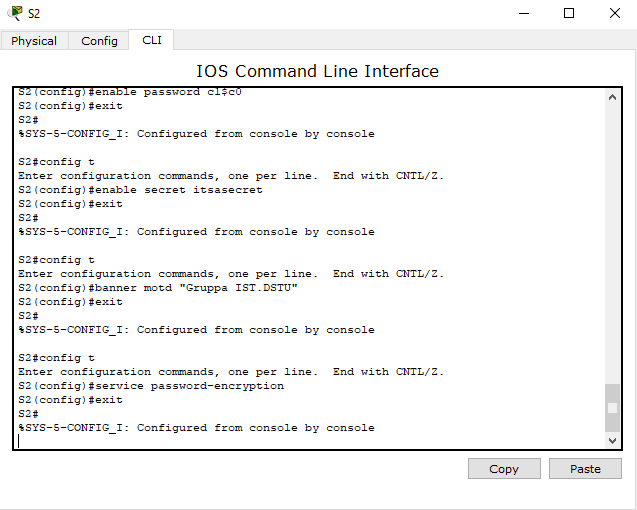 S2
Physical Config CLI
IOS Command Line Interface
S2(config)#enable password cl$c0
S2(config)#exit
S2#
%SYS-5-CONFIG_I: Configured from console by console
S2#config t
Enter configuration commands, one per line.  End with CNTL/Z.
S2(config)#enable secret itsasecret
S2(config)#exit
S2#
%SYS-5-CONFIG_I: Configured from console by console
S2#config t
Enter configuration commands, one per line.  End with CNTL/Z.
S2(config)#banner motd "Gruppa IST.DSTU"
S2(config)#exit
S2#
%SYS-5-CONFIG_I: Configured from console by console
S2#config t
Enter configuration commands, one per line.  End with CNTL/Z.
S2(config)#service password-encryption
S2(config)#exit
S2#
%SYS-5-CONFIG_I: Configured from console by console
Copy Paste